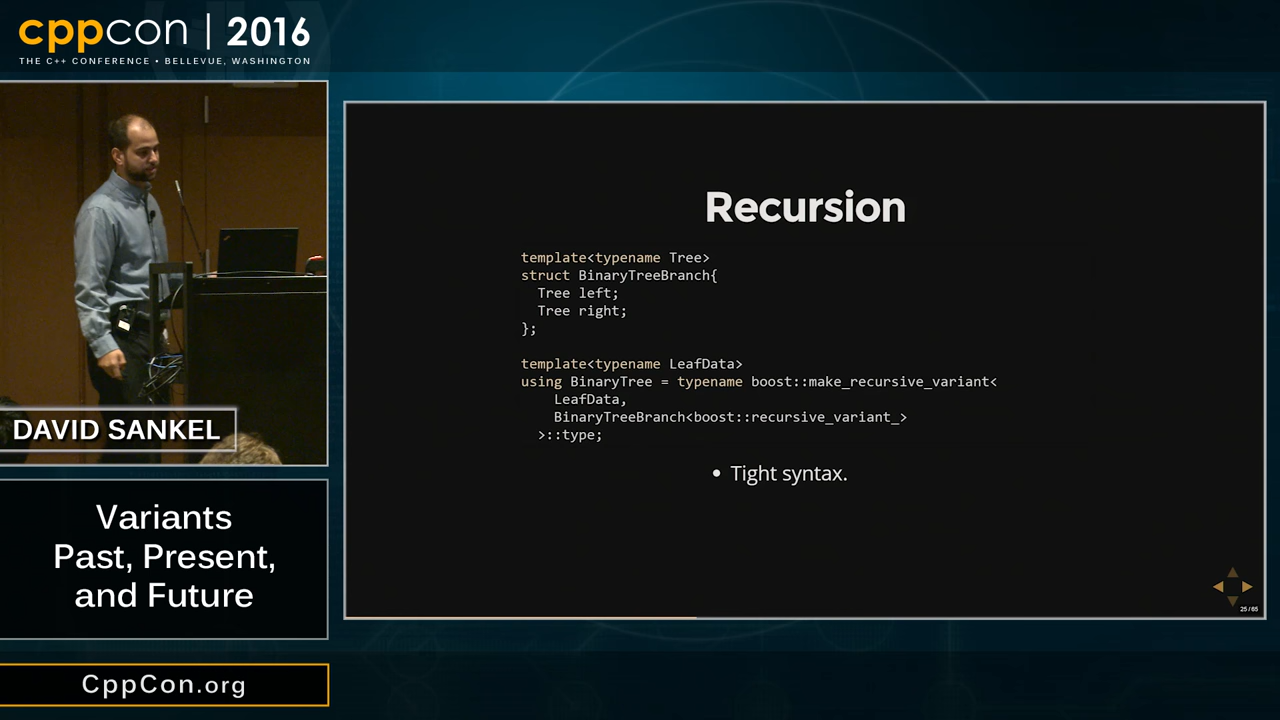 cppcon | 2016
THE C++ CONFERENCE • BELLEVUE, WASHINGTON
DAVID SANKEL
Variants
Past, Present,
and Future
CppCon.org
Recursion
template<typename Tree>
struct BinaryTreeBranch{
  Tree left;
  Tree right;
};
template<typename LeafData>
using BinaryTree = typename boost::make_recursive_variant<
    LeafData,
    BinaryTreeBranch<boost::recursive_variant_>
  >::type;
• Tight syntax.
25 / 65